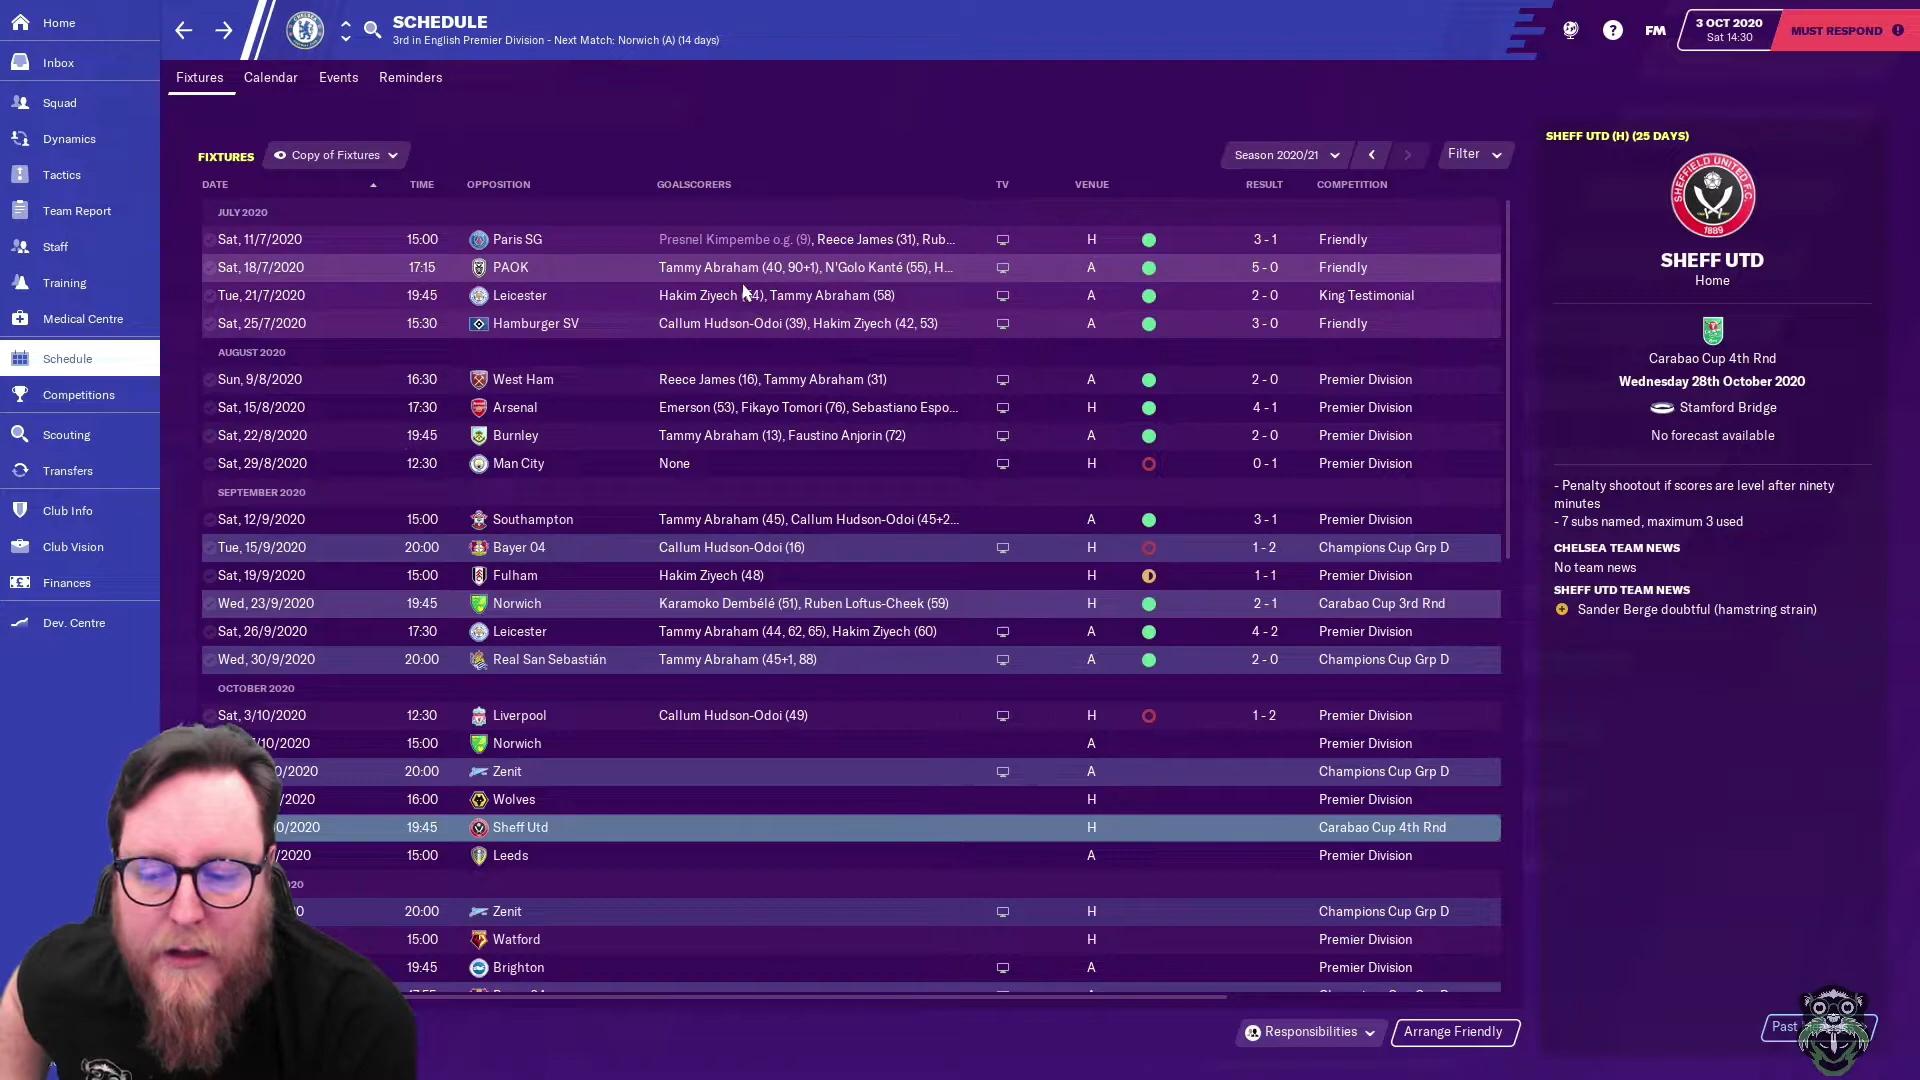 Home
Inbox
Squad
Dynamics
Tactics
Team Report
Staff
Training
Medical Centre
Schedule
Competitions
Scouting
Transfers
Club Info
Club Vision
Finances
Dev. Centre
SCHEDULE
3rd in English Premier Division - Next Match: Norwich (A) (14 days)
FM
3 OCT 2020
Sat 14:30
MUST RESPOND
Fixtures Calendar Events Reminders
FIXTURES Copy of Fixtures Season 2020/21 Filter
DATE TIME OPPOSITION GOALSCORERS TV VENUE RESULT COMPETITION
JULY 2020
Sat, 11/7/2020 15:00 Paris SG Presnel Kimpembe o.g. (9), Reece James (31), Rub... H 3 - 1 Friendly
Sat, 18/7/2020 17:15 PAOK Tammy Abraham (40, 90+1), N'Golo Kanté (55), H... A 5 - 0 Friendly
Tue, 21/7/2020 19:45 Leicester Hakim Ziyech 4), Tammy Abraham (58) A 2 - 0 King Testimonial
Sat, 25/7/2020 15:30 Hamburger SV Callum Hudson-Odoi (39), Hakim Ziyech (42, 53) A 3 - 0 Friendly
AUGUST 2020
Sun, 9/8/2020 16:30 West Ham Reece James (16), Tammy Abraham (31) A 2 - 0 Premier Division
Sat, 15/8/2020 17:30 Arsenal Emerson (53), Fikayo Tomori (76), Sebastiano Espo... H 4 - 1 Premier Division
Sat, 22/8/2020 19:45 Burnley Tammy Abraham (13), Faustino Anjorin (72) A 2 - 0 Premier Division
Sat, 29/8/2020 12:30 Man City None H 0 - 1 Premier Division
SEPTEMBER 2020
Sat, 12/9/2020 15:00 Southampton Tammy Abraham (45), Callum Hudson-Odoi (45+2... A 3 - 1 Premier Division
Tue, 15/9/2020 20:00 Bayer 04 Callum Hudson-Odoi (16) H 1 - 2 Champions Cup Grp D
Sat, 19/9/2020 15:00 Fulham Hakim Ziyech (48) H 1 - 1 Premier Division
Wed, 23/9/2020 19:45 Norwich Karamoko Dembélé (51), Ruben Loftus-Cheek (59) H 2 - 1 Carabao Cup 3rd Rnd
Sat, 26/9/2020 17:30 Leicester Tammy Abraham (44, 62, 65), Hakim Ziyech (60) A 4 - 2 Premier Division
Wed, 30/9/2020 20:00 Real San Sebastián Tammy Abraham (45+1, 88) A 2 - 0 Champions Cup Grp D
OCTOBER 2020
Sat, 3/10/2020 12:30 Liverpool Callum Hudson-Odoi (49) H 1 - 2 Premier Division
/10/2020 15:00 Norwich A Premier Division
0/2020 20:00 Zenit A Champions Cup Grp D
/2020 16:00 Wolves H Premier Division
0/2020 19:45 Sheff Utd H Carabao Cup 4th Rnd
/2020 15:00 Leeds A Premier Division
20
0 20:00 Zenit H Champions Cup Grp D
15:00 Watford H Premier Division
19:45 Brighton A Premier Division
Responsibilities Arrange Friendly
SHEFF UTD (H) (25 DAYS)
SHEFFIELD UNITED F.C.
1889
SHEFF UTD
Home
Carabao Cup 4th Rnd
Wednesday 28th October 2020
Stamford Bridge
No forecast available
- Penalty shootout if scores are level after ninety
minutes
- 7 subs named, maximum 3 used
CHELSEA TEAM NEWS
No team news
SHEFF UTD TEAM NEWS
Sander Berge doubtful (hamstring strain)
Past